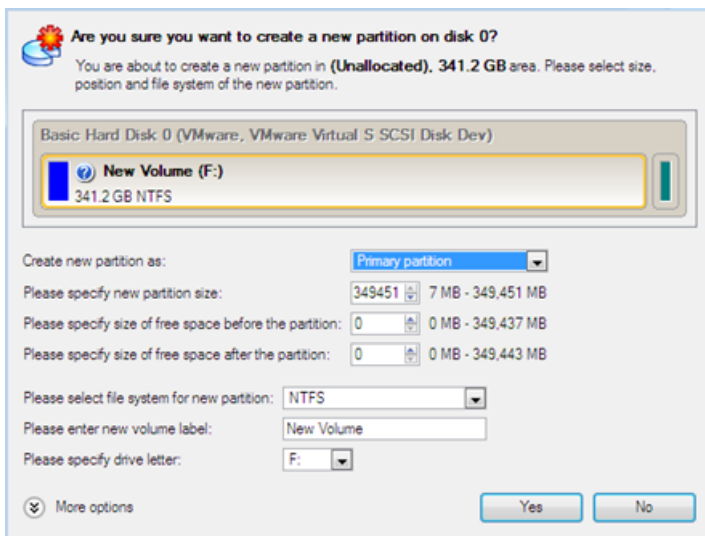 Are you sure you want to create a new partition on disk 0?
You are about to create a new partition in (Unallocated), 341.2 GB area. Please select size,
position and file system of the new partition.
Basic Hard Disk 0 (VMware, VMware Virtual S SCSI Disk Dev)
New Volume (F:)
341.2 GB NTFS
Create new partition as: Primary partition
Please specify new partition size: 349451 7 MB - 349,451 MB
Please specify size of free space before the partition: 0 0 MB - 349,437 MB
Please specify size of free space after the partition: 0 0 MB - 349,443 MB
Please select file system for new partition: NTFS
Please enter new volume label: New Volume
Please specify drive letter: F:
More options Yes No